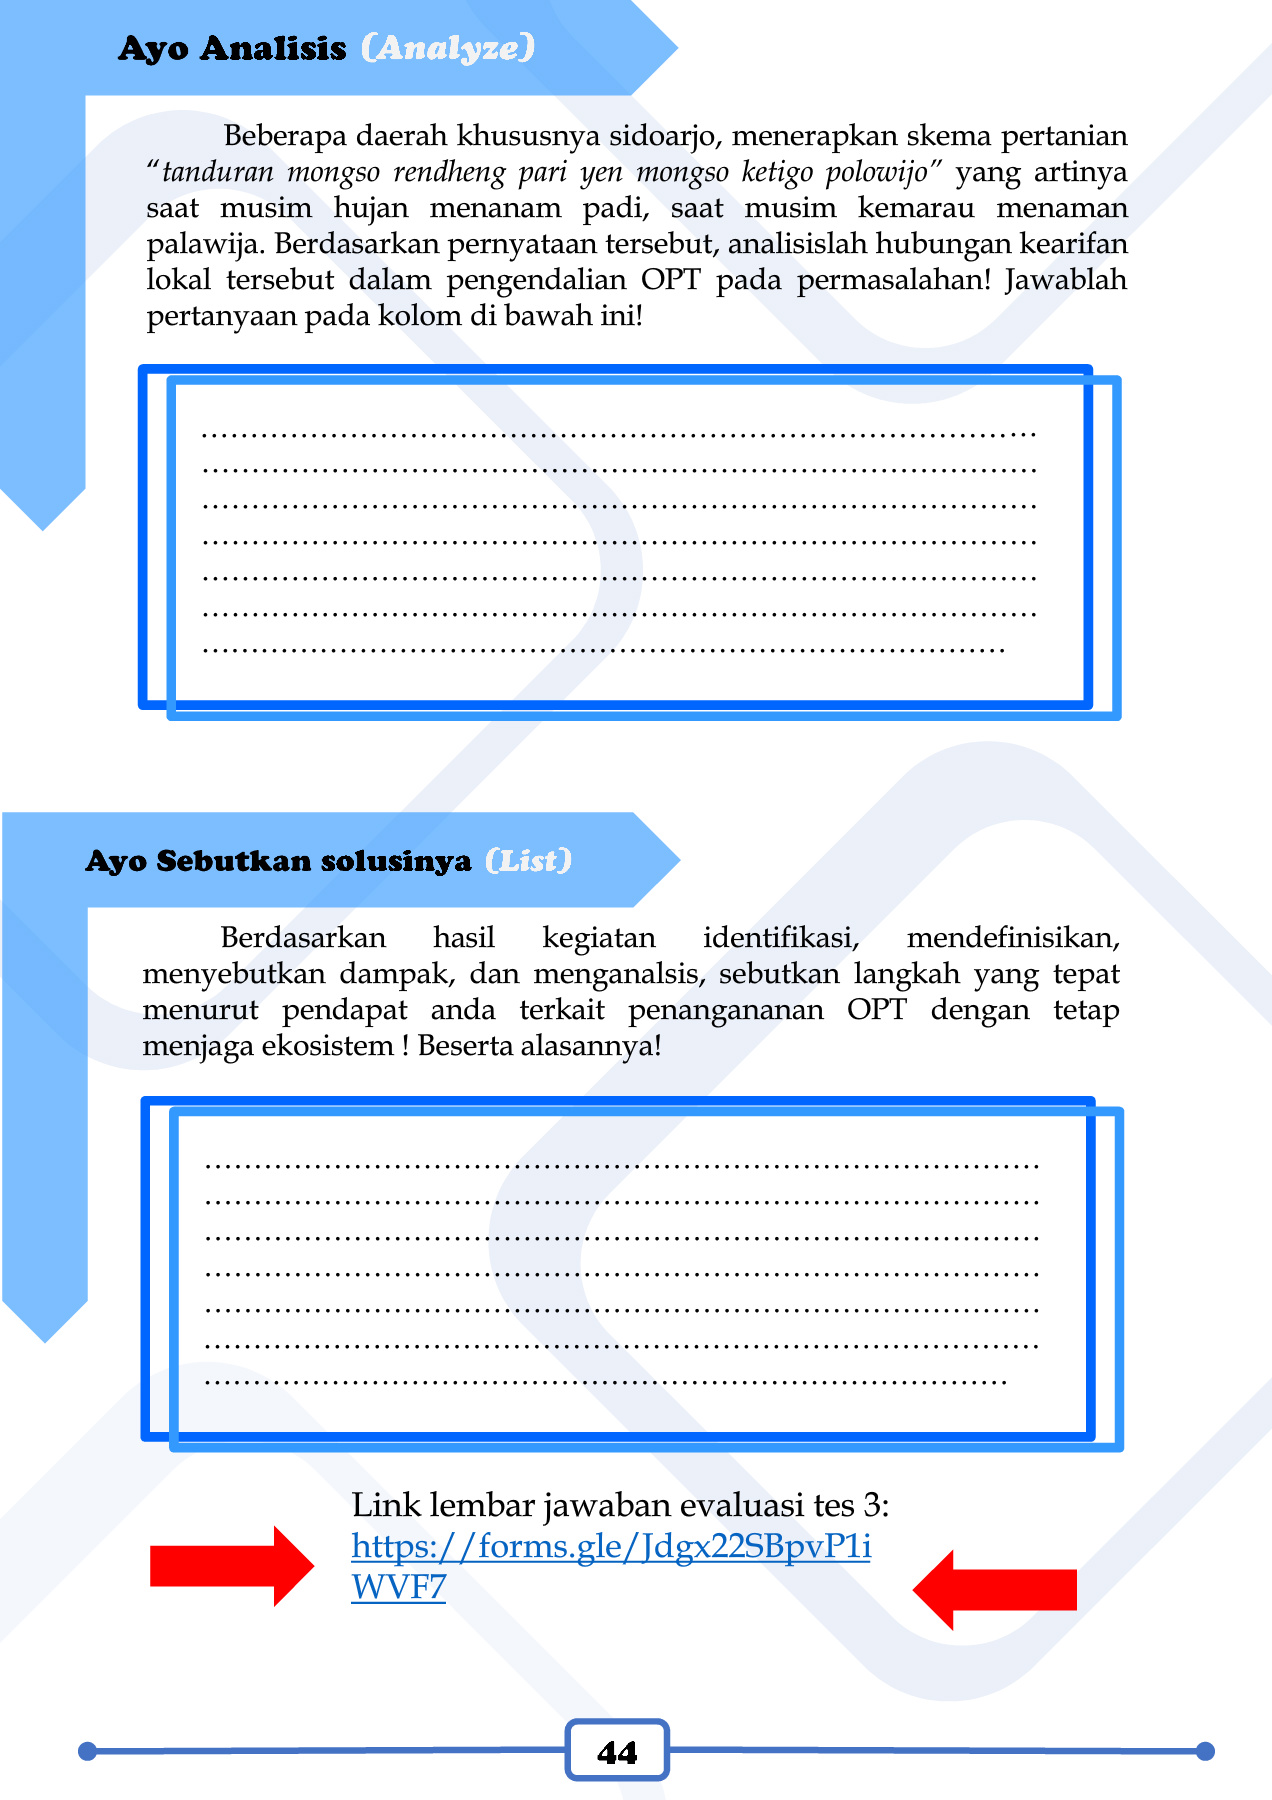 Ayo Analisis (Analyze)
Beberapa daerah khususnya sidoarjo, menerapkan skema pertanian
“tanduran mongso rendheng pari yen mongso ketigo polowijo” yang artinya
saat musim hujan menanam padi, saat musim kemarau menaman
palawija. Berdasarkan pernyataan tersebut, analisislah hubungan kearifan
lokal tersebut dalam pengendalian OPT pada permasalahan! Jawablah
pertanyaan pada kolom di bawah ini!
…………………………………………………………………………
…………………………………………………………………………
…………………………………………………………………………
…………………………………………………………………………
…………………………………………………………………………
…………………………………………………………………………
………………………………………………………………………
Ayo Sebutkan solusinya (List)
Berdasarkan hasil kegiatan identifikasi, mendefinisikan,
menyebutkan dampak, dan menganalsis, sebutkan langkah yang tepat
menurut pendapat anda terkait penangananan OPT dengan tetap
menjaga ekosistem ! Beserta alasannya!
…………………………………………………………………………
…………………………………………………………………………
…………………………………………………………………………
…………………………………………………………………………
…………………………………………………………………………
…………………………………………………………………………
………………………………………………………………………
Link lembar jawaban evaluasi tes 3:
https://forms.gle/Jdgx22SBpvP1i
WVF7
44